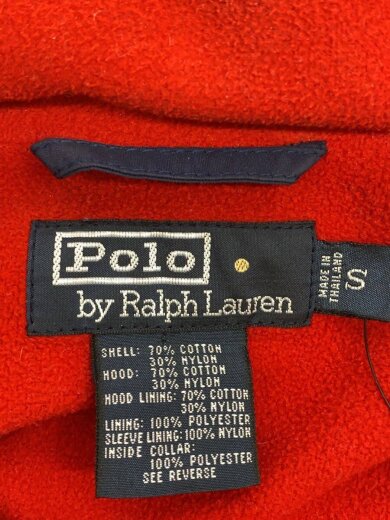 Polo
by Ralph Lauren
MADE IN
THAILAND
S
SHELL: 70% COTTON
30% NYLON
HOOD: 70% COTTON
30% NYLON
HOOD LINING: 70% COTTON
30% NYLON
LINING: 100% POLYESTER
SLEEVE LINING: 100% NYLON
INSIDE COLLAR:
100% POLYESTER
SEE REVERSE